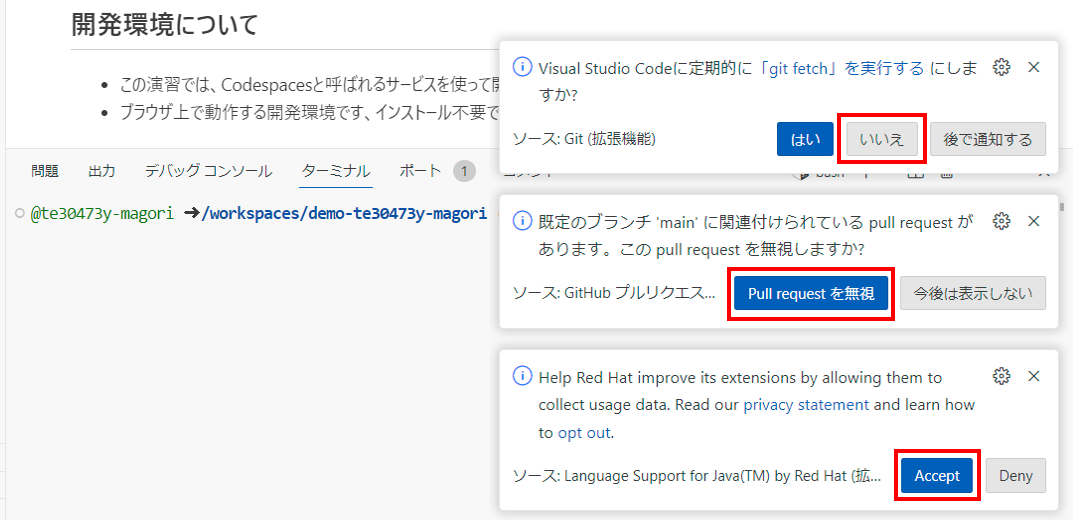 開発環境について
この演習では、Codespacesと呼ばれるサービスを使って開
ブラウザ上で動作する開発環境です、インストール不要で
Visual Studio Codeに定期的に「git fetch」を実行する にしま
すか?
ソース: Git (拡張機能)
はい
いいえ
後で通知する
問題
出力
デバッグ コンソール
ターミナル
ポート
1
@te30473y-magori ➜/workspaces/demo-te30473y-magori
既定のブランチ 'main' に関連付けられている pull request が
あります。この pull request を無視しますか?
ソース: GitHub プルリクエス...
Pull request を無視
今後は表示しない
Help Red Hat improve its extensions by allowing them to
collect usage data. Read our privacy statement and learn how
to opt out.
ソース: Language Support for Java(TM) by Red Hat (拡...
Accept
Deny